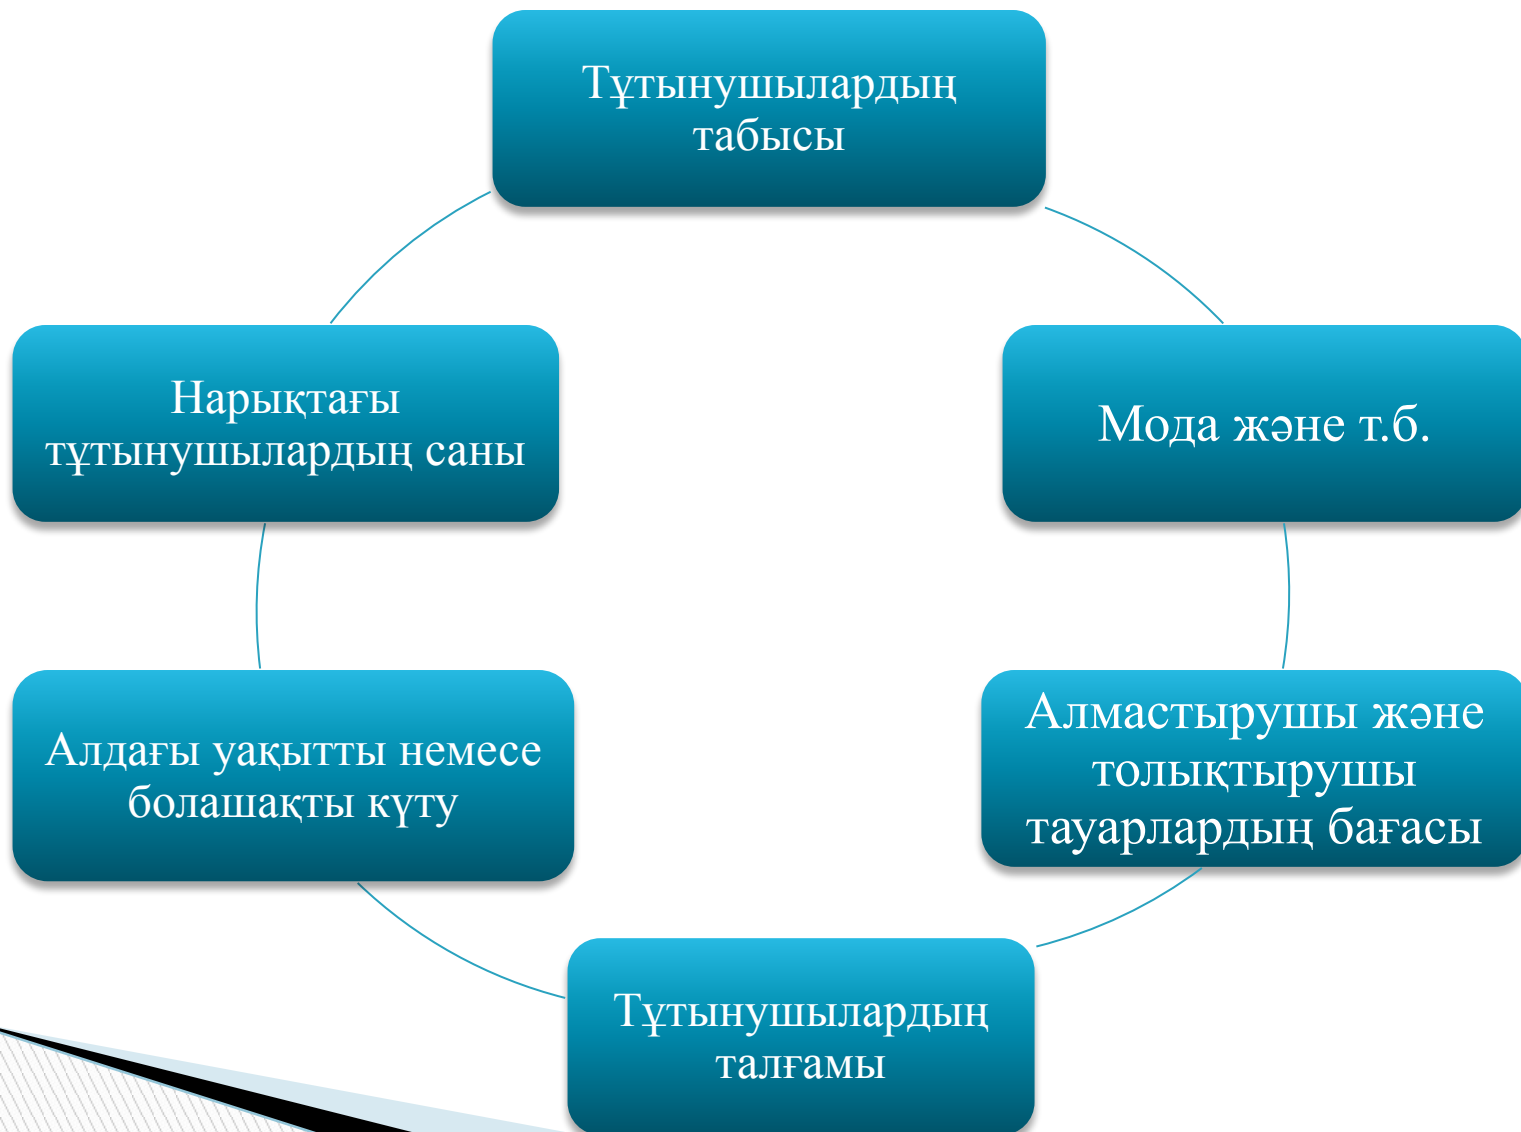 Тұтынушылардың
табысы
Мода және т.б.
Алмастырушы және
толықтырушы
тауарлардың бағасы
Тұтынушылардың
талғамы
Алдағы уақытты немесе
болашақты күту
Нарықтағы
тұтынушылардың саны